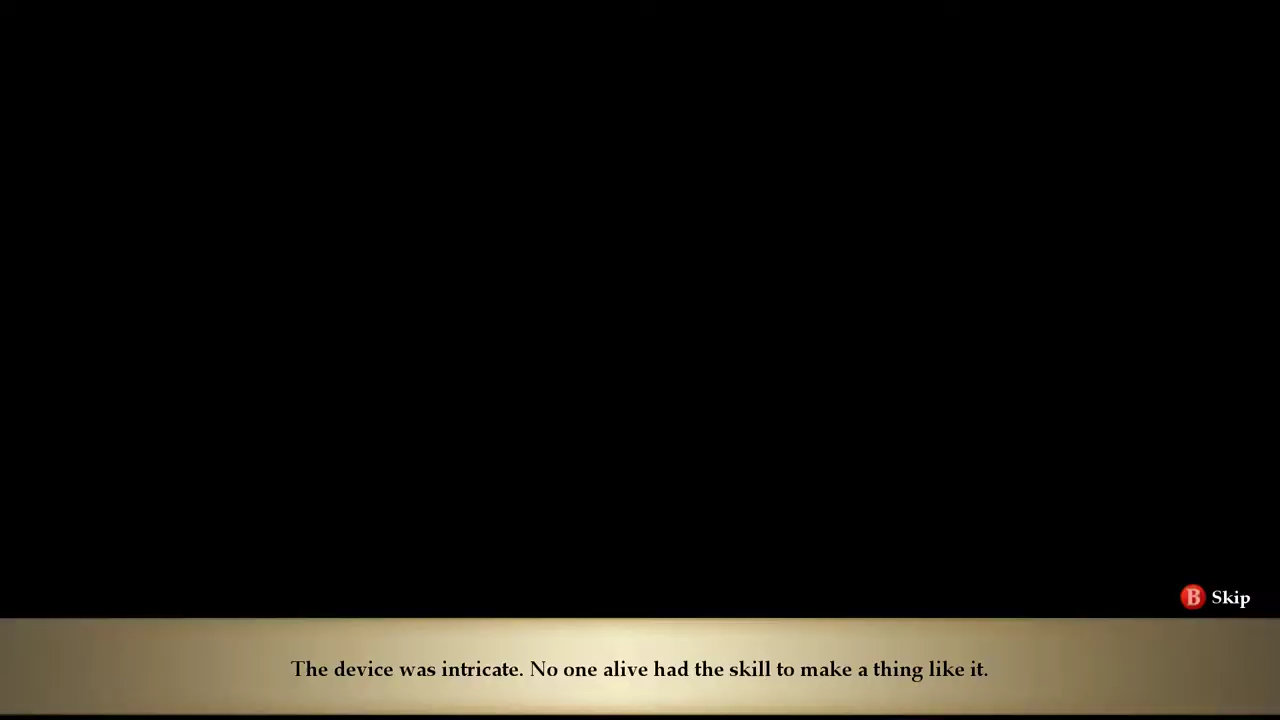 B Skip
The device was intricate. No one alive had the skill to make a thing like it.